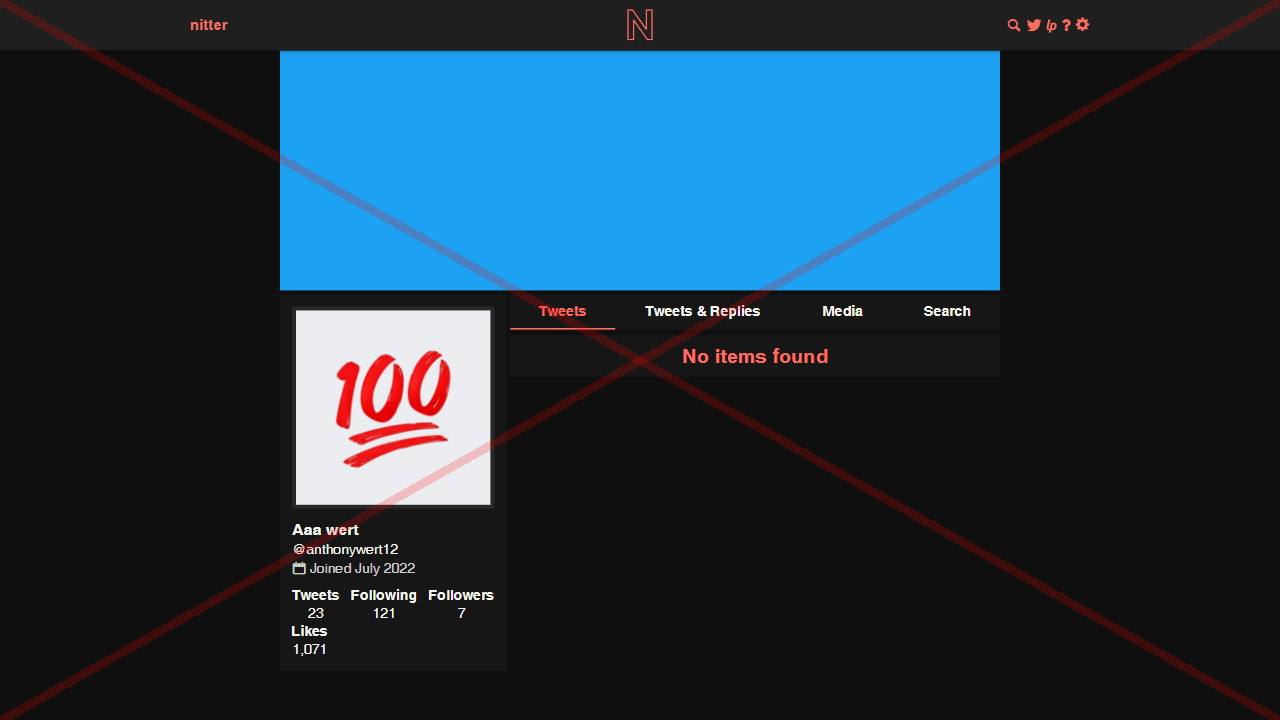 nitter
N
lp ?
Tweets Tweets & Replies Media Search
No items found
100
Aaa wert
@anthonywert12
Joined July 2022
Tweets Following Followers
23 121 7
Likes
1,071